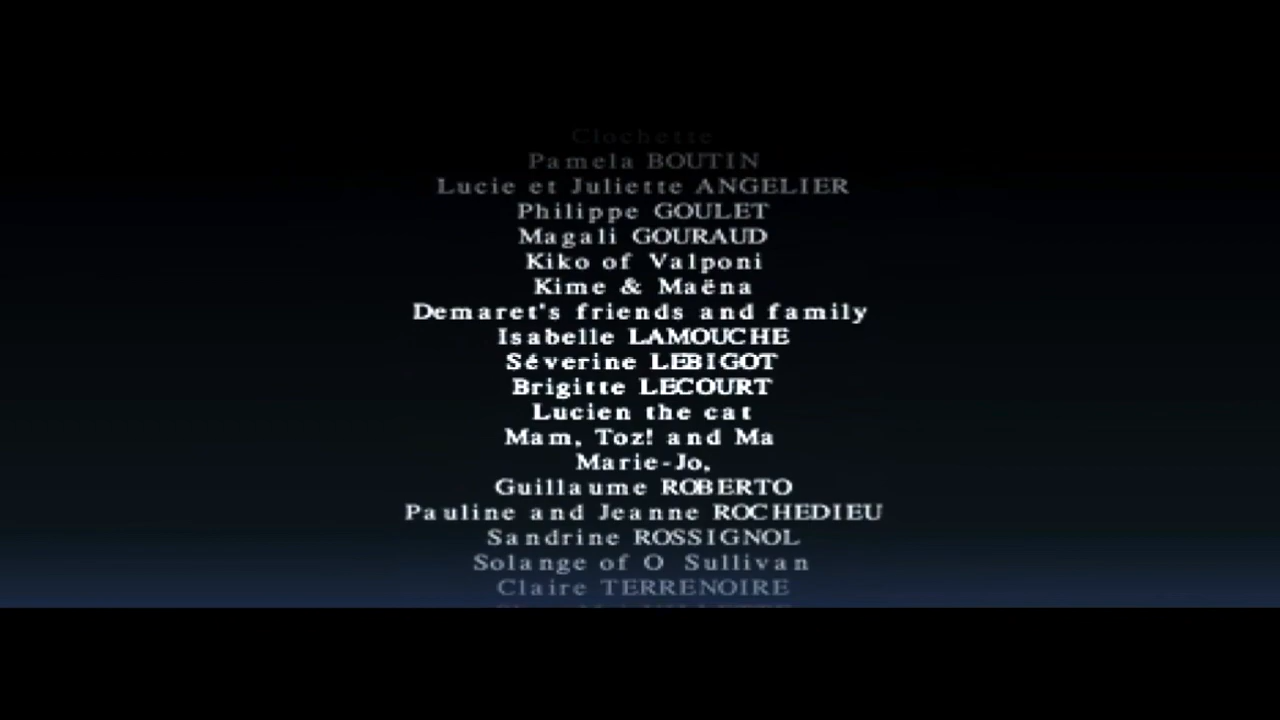 Clochette
Pamela BOUTIN
Lucie et Juliette ANGELIER
Philippe GOULET
Magali GOURAUD
Kiko of Valponi
Kime & Maëna
Demaret's friends and family
Isabelle LAMOUCHE
Séverine LEBIGOT
Brigitte LECOURT
Lucien the cat
Mam, Toz! and Ma
Marie-Jo,
Guillaume ROBERTO
Pauline and Jeanne ROCHEDIEU
Sandrine ROSSIGNOL
Solange of O Sullivan
Claire TERRENOIRE